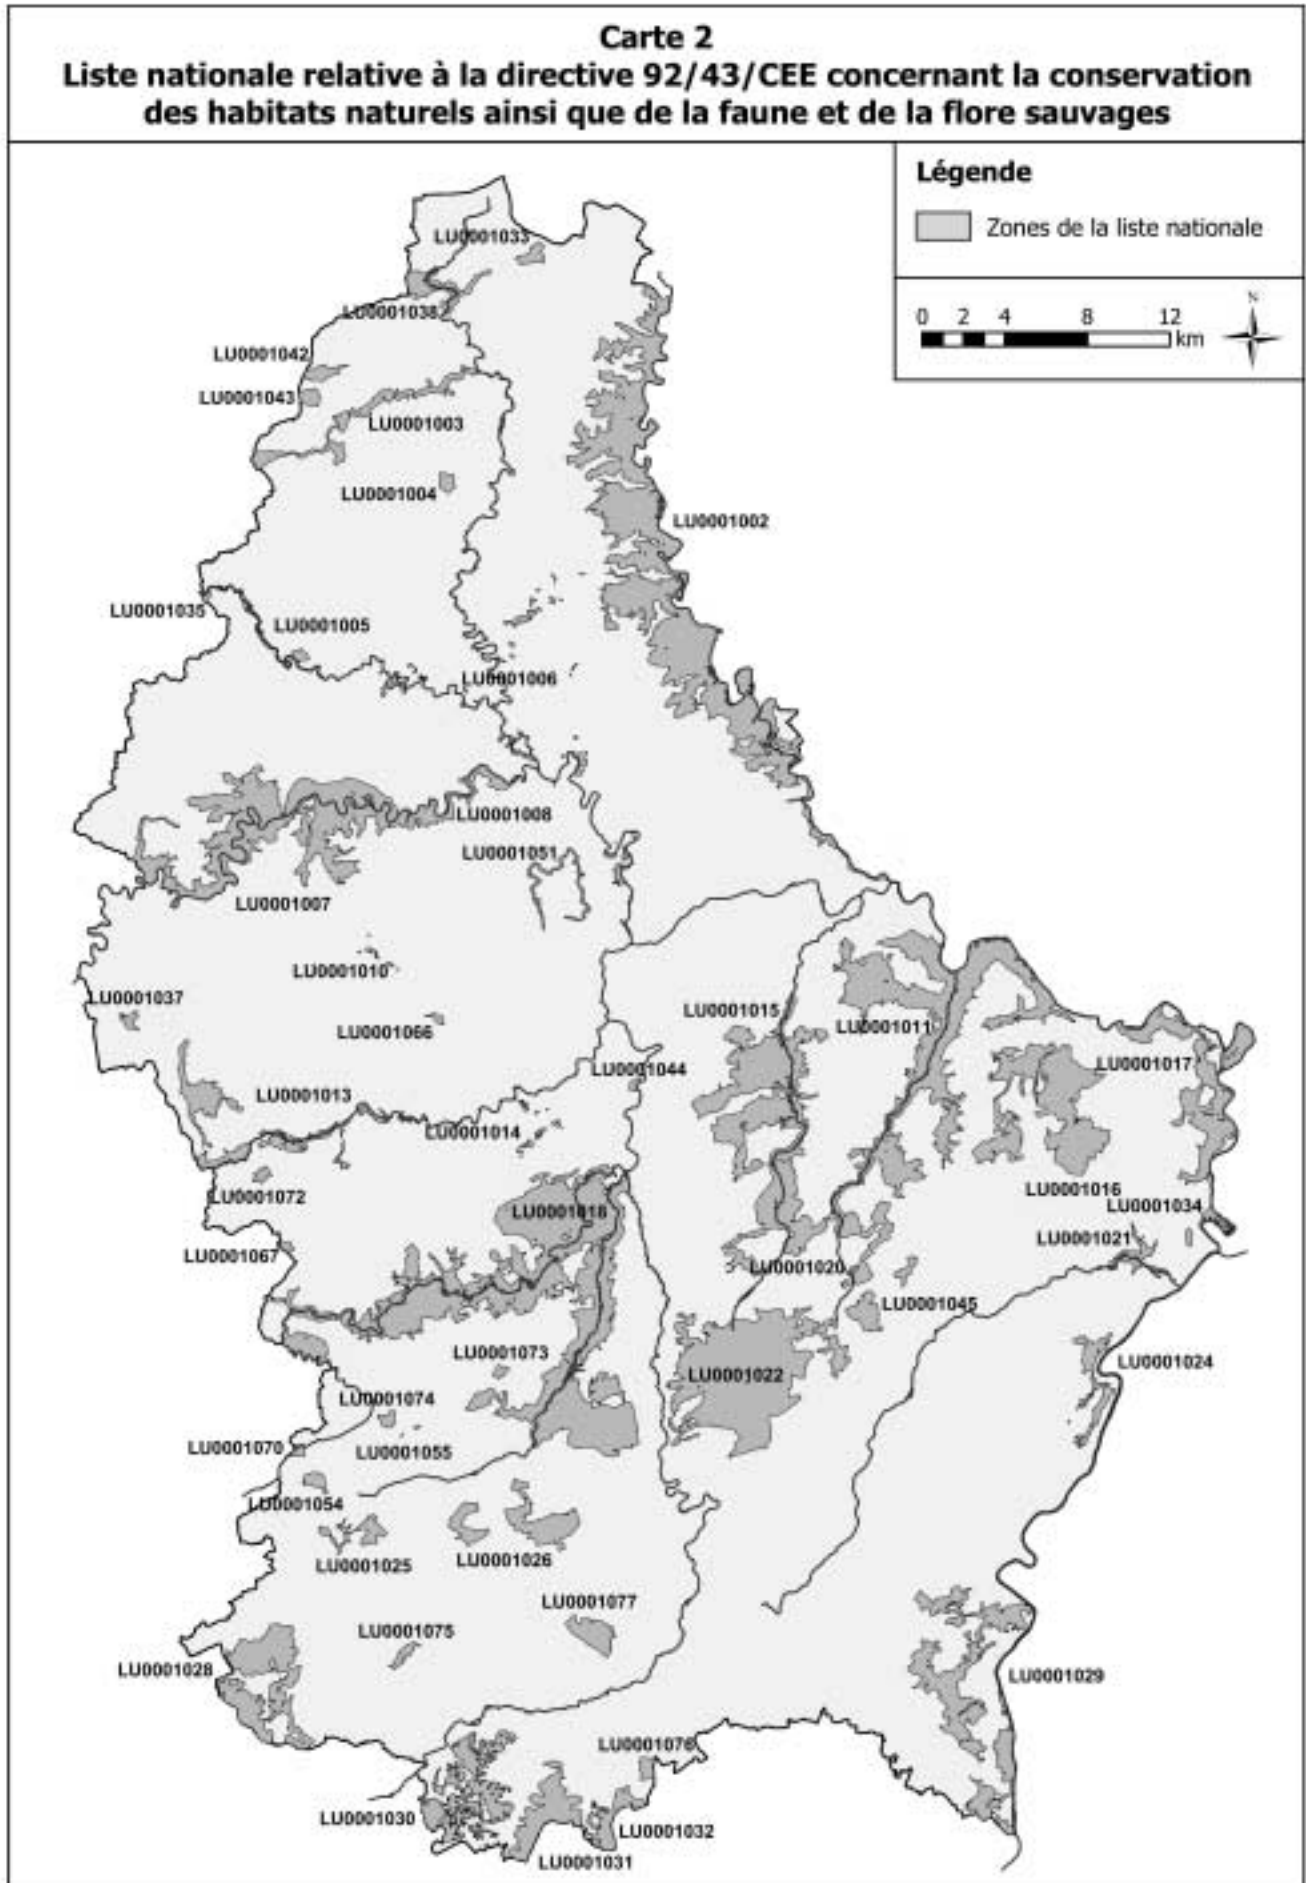 Carte 2
Liste nationale relative à la directive 92/43/CEE concernant la conservation
des habitats naturels ainsi que de la faune et de la flore sauvages
Légende
Zones de la liste nationale
0 2 4 8 12
km
N
LU0001033
LU0001038
LU0001042
LU0001043
LU0001003
LU0001004
LU0001002
LU0001035
LU0001005
LU0001006
LU0001008
LU0001051
LU0001007
LU0001010
LU0001037
LU0001015
LU0001011
LU0001066
LU0001044
LU0001017
LU0001013
LU0001014
LU0001016
LU0001072
LU0001034
LU0001018
LU0001021
LU0001067
LU0001020
LU0001045
LU0001073
LU0001024
LU0001022
LU0001074
LU0001070
LU0001055
LU0001054
LU0001025
LU0001026
LU0001077
LU0001075
LU0001028
LU0001029
LU0001076
LU0001030
LU0001032
LU0001031